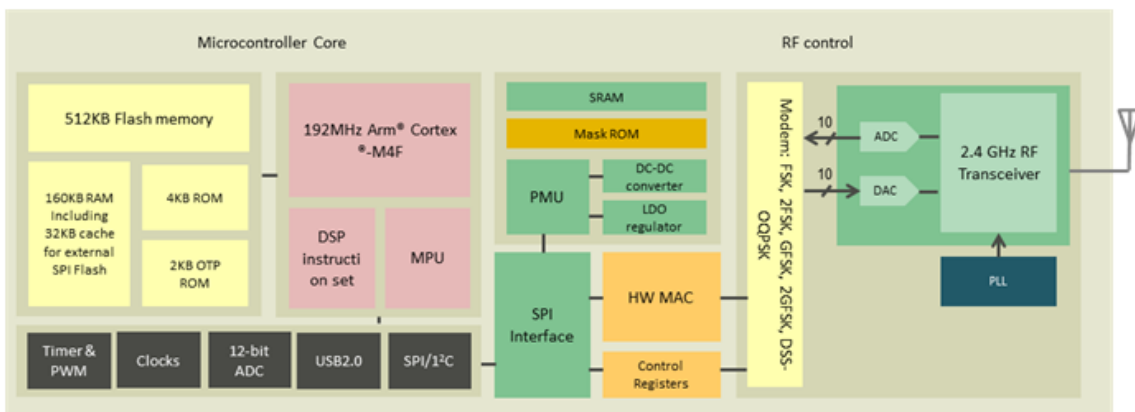 Microcontroller Core
RF control
512KB Flash memory
160KB RAM
Including
32KB cache
for external
SPI Flash
4KB ROM
2KB OTP
ROM
192MHz Arm® Cortex
®-M4F
DSP
instructi
on set
MPU
Timer &
PWM
Clocks
12-bit
ADC
USB2.0
SPI/1²C
SRAM
Mask ROM
PMU
DC-DC
converter
LDO
regulator
SPI
Interface
HW MAC
Control
Registers
Modem: FSK, 2FSK, GFSK, 2GFSK, DSS-
OQPSK
10
ADC
10
DAC
2.4 GHz RF
Transceiver
PLL